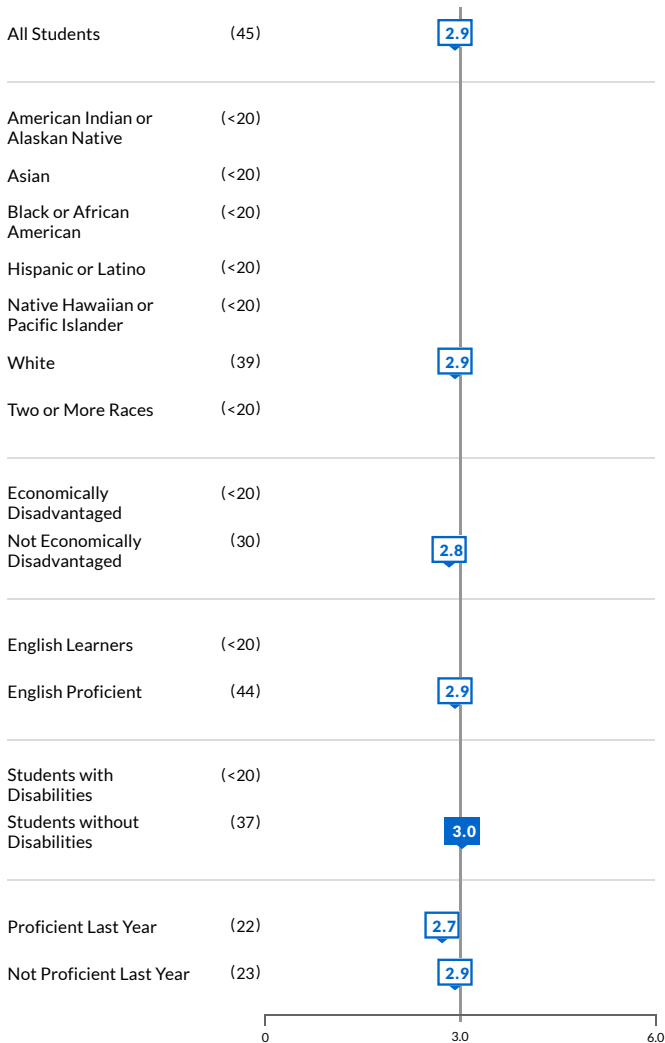 All Students (45) 2.9
American Indian or (<20)
Alaskan Native
Asian (<20)
Black or African (<20)
American
Hispanic or Latino (<20)
Native Hawaiian or (<20)
Pacific Islander
White (39) 2.9
Two or More Races (<20)
Economically (<20)
Disadvantaged
Not Economically (30) 2.8
Disadvantaged
English Learners (<20)
English Proficient (44) 2.9
Students with (<20)
Disabilities
Students without (37) 3.0
Disabilities
Proficient Last Year (22) 2.7
Not Proficient Last Year (23) 2.9
0 3.0 6.0